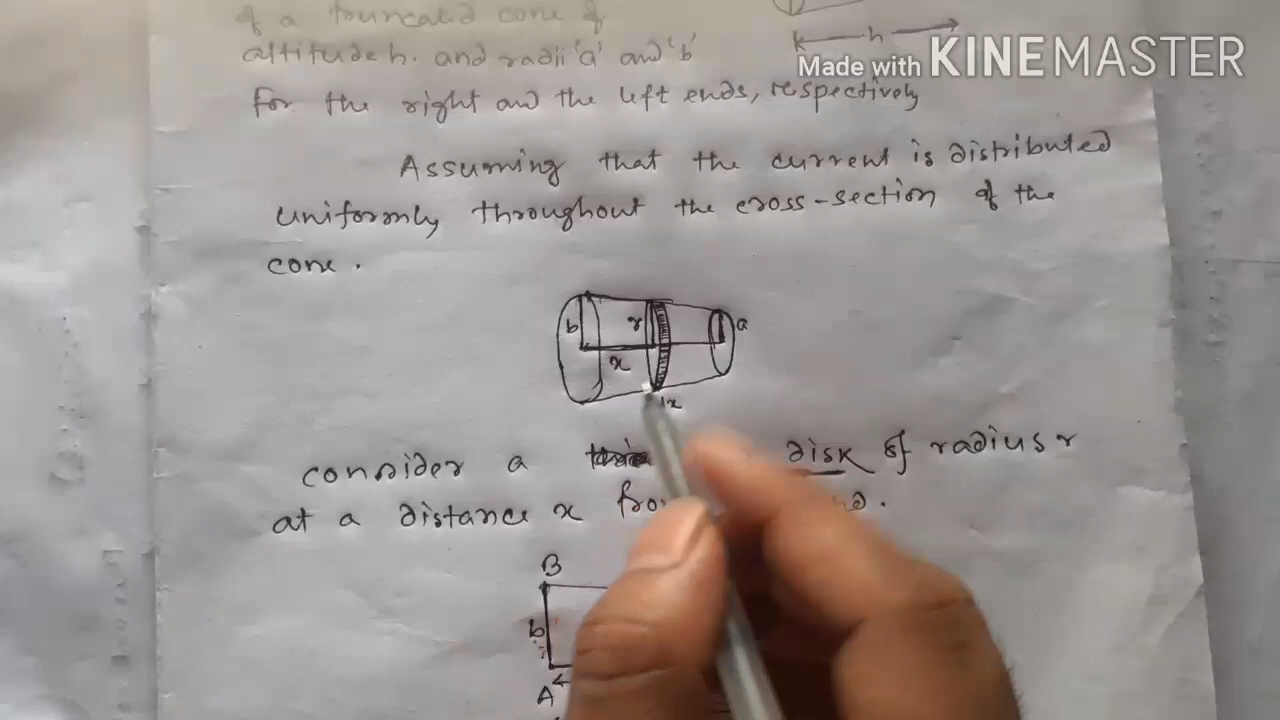 of a truncated cone of
altitude h. and radii 'a' and 'b'
h
Made with KINEMASTER
for the right and the left ends, respectively
Assuming that the current is distributed
uniformly throughout the cross-section of the
cone.
b r a
x
dx
consider a disk of radius r
at a distance x
B
b
A